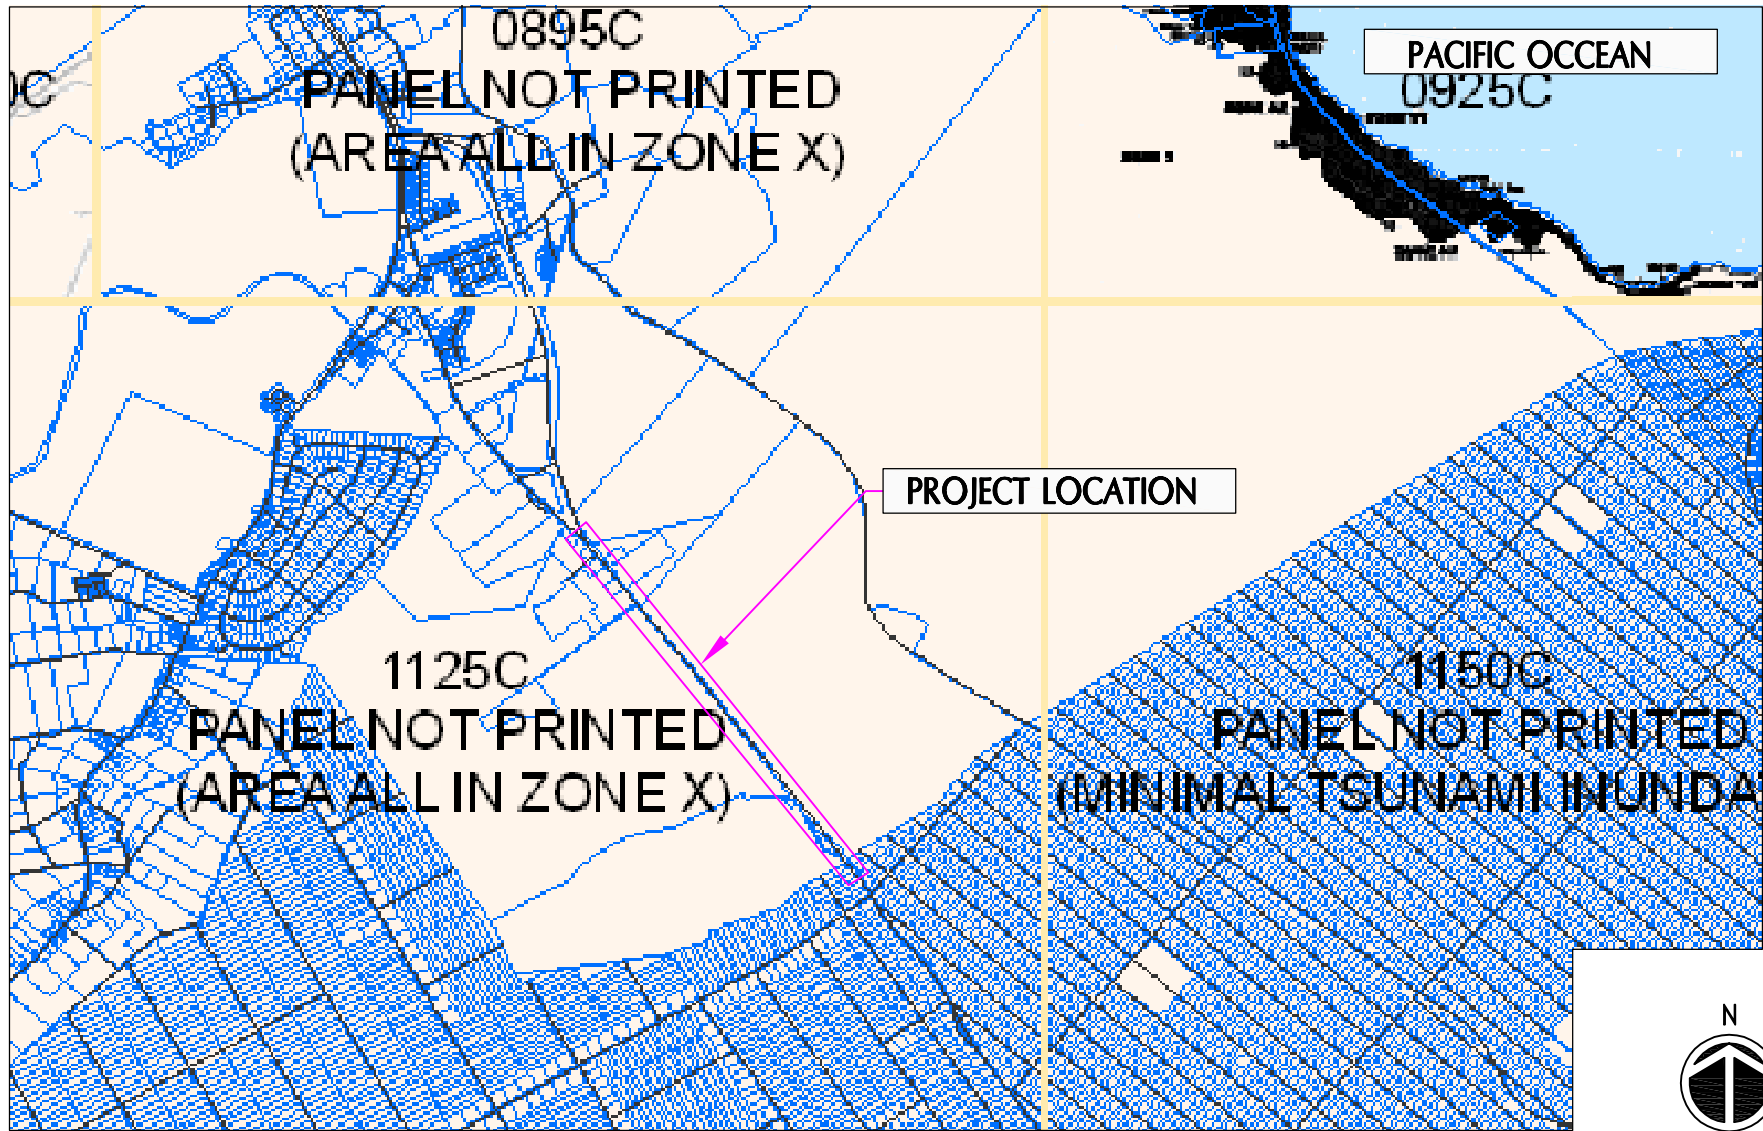 0895C
PANEL NOT PRINTED
(AREA ALL IN ZONE X)
0C
PACIFIC OCCEAN
0925C
PROJECT LOCATION
1125C
PANEL NOT PRINTED
(AREA ALL IN ZONE X)
1150C
PANEL NOT PRINTED
(MINIMAL TSUNAMI INUNDA
N